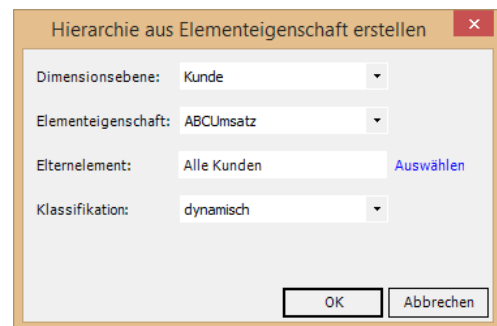 Hierarchie aus Elementeigenschaft erstellen
Dimensionsebene: Kunde
Elementeigenschaft: ABCUmsatz
Elternelement: Alle Kunden Auswählen
Klassifikation: dynamisch
OK Abbrechen